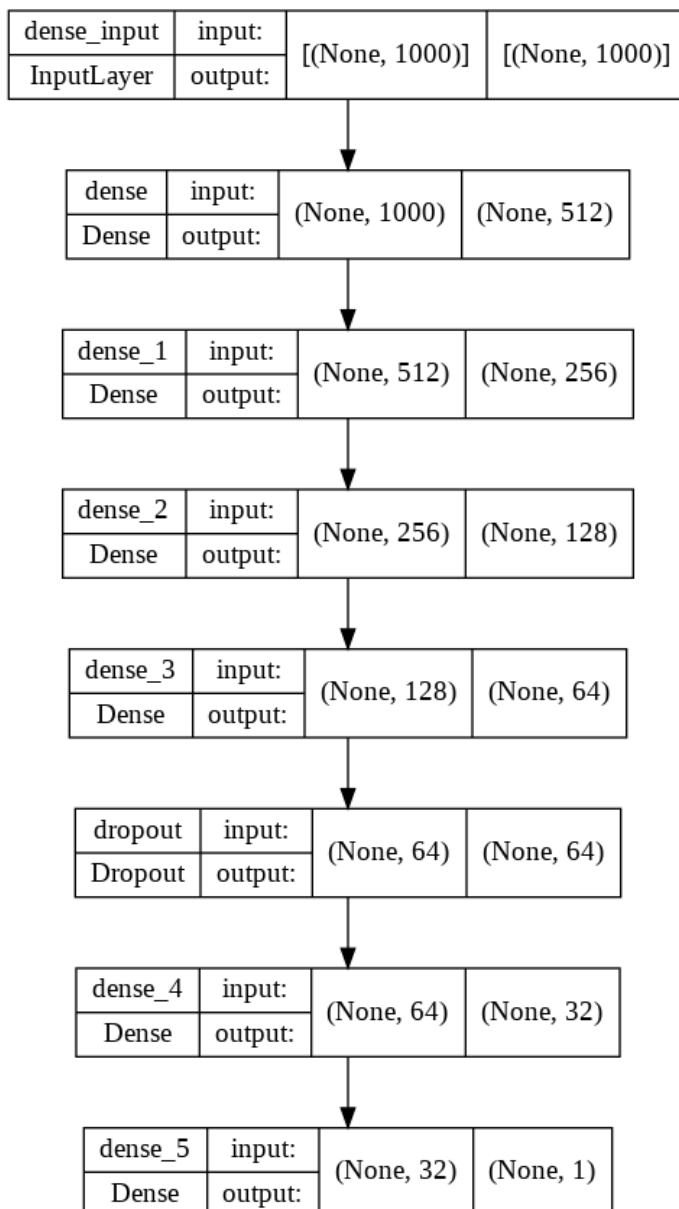 dense_input input: [(None, 1000)] [(None, 1000)]
InputLayer output:
dense input: (None, 1000) (None, 512)
Dense output:
dense_1 input: (None, 512) (None, 256)
Dense output:
dense_2 input: (None, 256) (None, 128)
Dense output:
dense_3 input: (None, 128) (None, 64)
Dense output:
dropout input: (None, 64) (None, 64)
Dropout output:
dense_4 input: (None, 64) (None, 32)
Dense output:
dense_5 input: (None, 32) (None, 1)
Dense output: